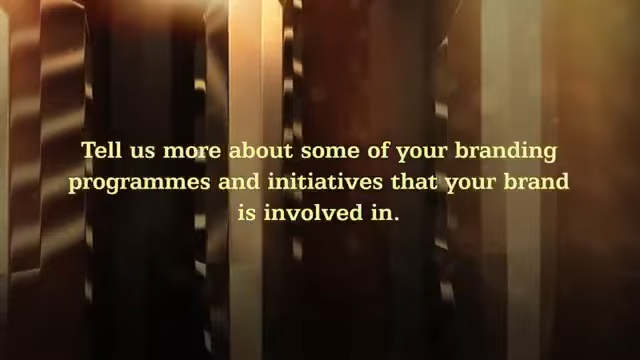 Tell us more about some of your branding
programmes and initiatives that your brand
is involved in.